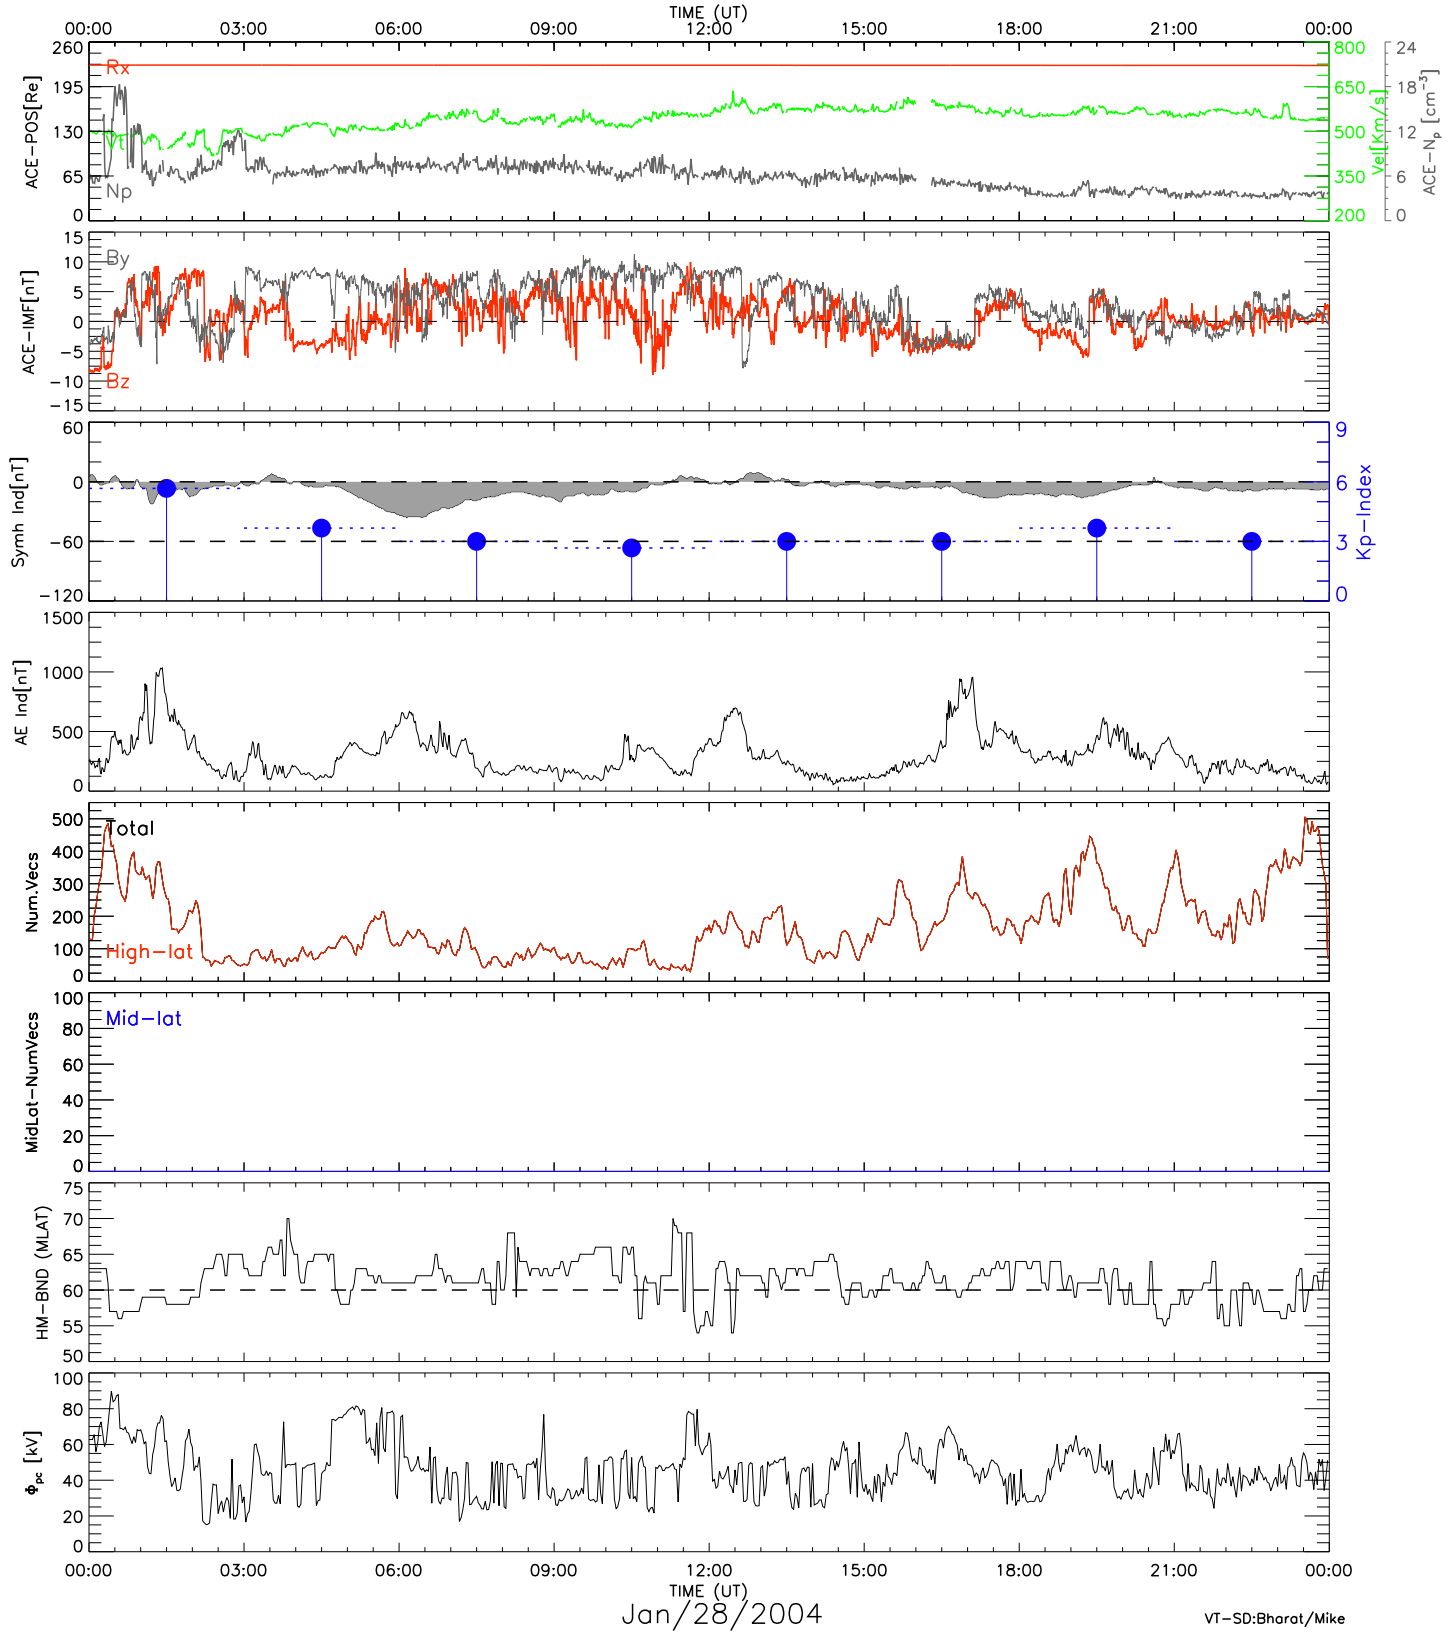 TIME (UT)
00:00 03:00 06:00 09:00 12:00 15:00 18:00 21:00 00:00
ACE-POS[Re]
260
195
130
65
0
Rx
Vt
Np
800
650
500
350
200
Vel[Km/s]
24
18
12
6
0
ACE-Np [cm-3]
ACE-IMF[nT]
15
10
5
0
-5
-10
-15
By
Bz
Symh Ind[nT]
60
0
-60
-120
9
6
3
0
Kp-Index
AE Ind[nT]
1500
1000
500
0
Num.Vecs
500
400
300
200
100
0
Total
High-lat
MidLat-NumVecs
100
80
60
40
20
0
Mid-lat
HM-BND (MLAT)
75
70
65
60
55
50
Φpc [kV]
100
80
60
40
20
0
00:00 03:00 06:00 09:00 12:00 15:00 18:00 21:00 00:00
TIME (UT)
Jan/28/2004
VT-SD:Bharat/Mike